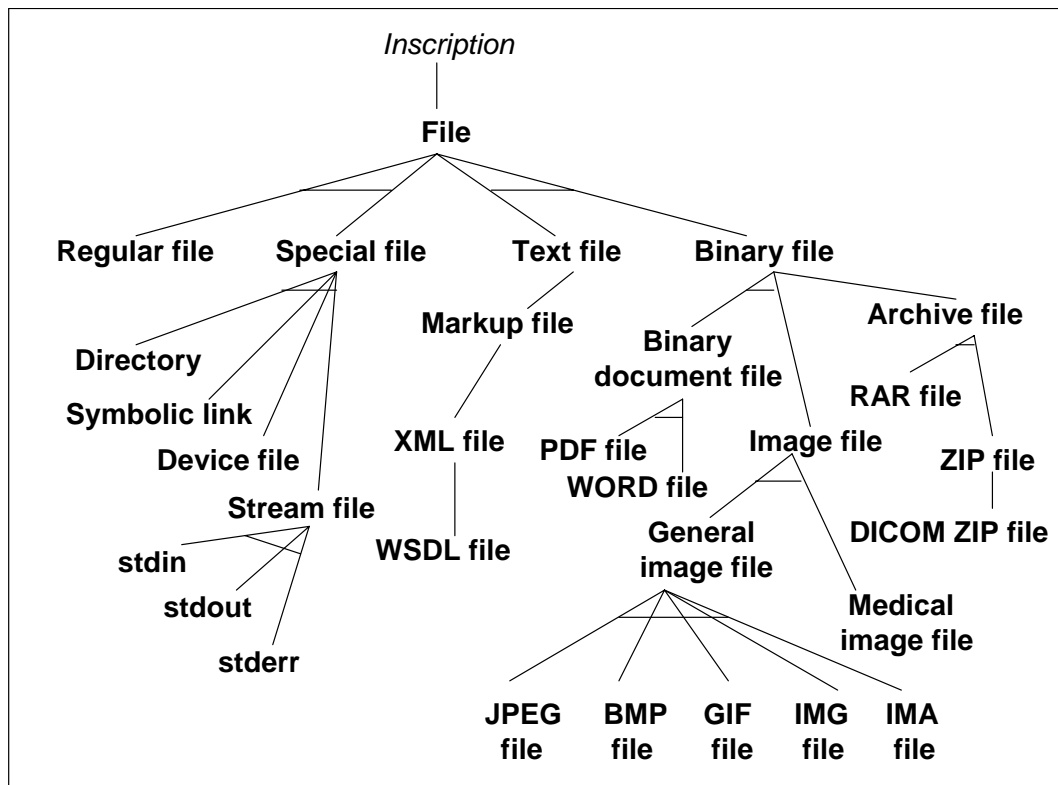 Inscription
File
Regular file
Special file
Text file
Binary file
Directory
Symbolic link
Device file
Stream file
stdin
stdout
stderr
Markup file
XML file
WSDL file
Binary
document file
PDF file
WORD file
Image file
General
image file
JPEG
file
BMP
file
GIF
file
IMG
file
IMA
file
Medical
image file
Archive file
RAR file
ZIP file
DICOM ZIP file